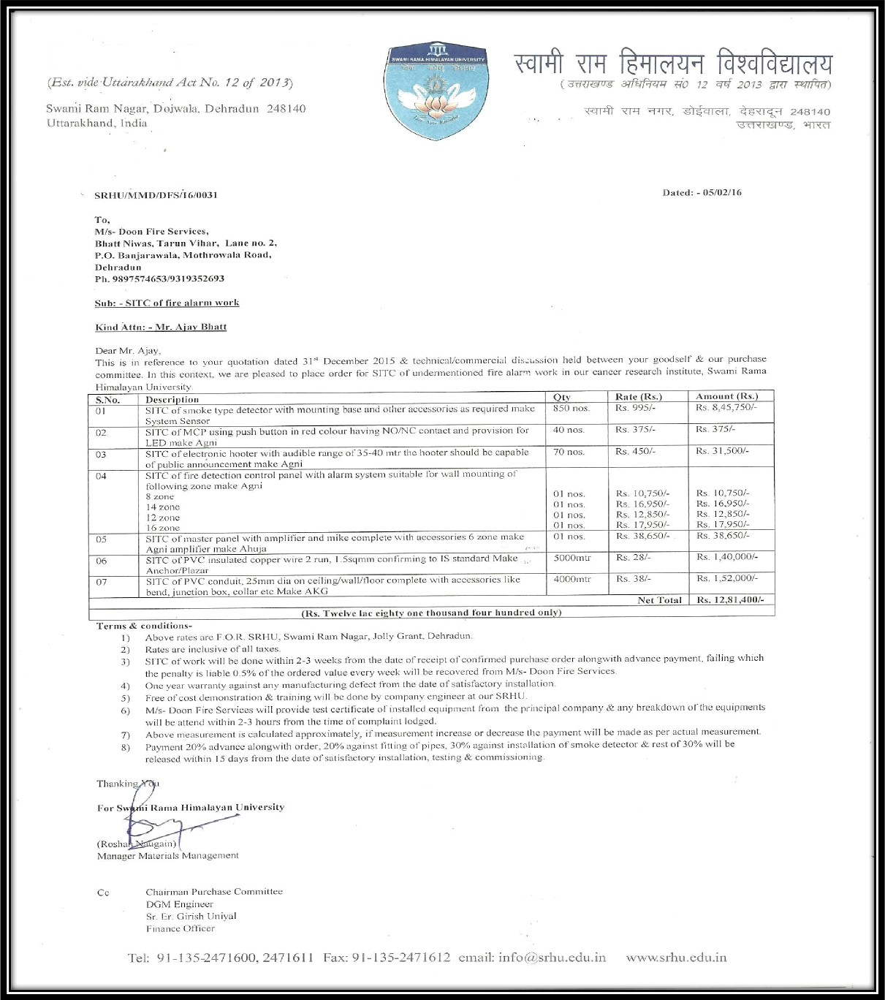 SWAMI RAMA HIMALAYAN UNIVERSITY
स्वामी राम हिमालयन विश्वविद्यालय
(Est. vide Uttarakhand Act No. 12 of 2013)
(उत्तराखण्ड अधिनियम सं0 12 वर्ष 2013 द्वारा स्थापित)
Swami Ram Nagar, Doiwala, Dehradun 248140
Uttarakhand, India
स्वामी राम नगर, डोईवाला, देहरादून 248140
उत्तराखण्ड, भारत
SRHU/MMD/DFS/16/0031 Dated: - 05/02/16
To,
M/s- Doon Fire Services,
Bhatt Niwas, Tarun Vihar, Lane no. 2,
P.O. Banjarawala, Mothrowala Road,
Dehradun
Ph. 9897574653/9319352693
Sub: - SITC of fire alarm work
Kind Attn: - Mr. Ajay Bhatt
Dear Mr. Ajay,
This is in reference to your quotation dated 31st December 2015 & technical/commercial discussion held between your goodself & our purchase
committee. In this context, we are pleased to place order for SITC of undermentioned fire alarm work in our cancer research institute, Swami Rama
Himalayan University.
S.No. Description Qty Rate (Rs.) Amount (Rs.)
01 SITC of smoke type detector with mounting base and other accessories as required make 850 nos. Rs. 995/- Rs. 8,45,750/-
System Sensor
02 SITC of MCP using push button in red colour having NO/NC contact and provision for 40 nos. Rs. 375/- Rs. 375/-
LED make Agni
03 SITC of electronic hooter with audible range of 35-40 mtr the hooter should be capable 70 nos. Rs. 450/- Rs. 31,500/-
of public announcement make Agni
04 SITC of fire detection control panel with alarm system suitable for wall mounting of
following zone make Agni
8 zone 01 nos. Rs. 10,750/- Rs. 10,750/-
14 zone 01 nos. Rs. 16,950/- Rs. 16,950/-
12 zone 01 nos. Rs. 12,850/- Rs. 12,850/-
16 zone 01 nos. Rs. 17,950/- Rs. 17,950/-
05 SITC of master panel with amplifier and mike complete with accessories 6 zone make 01 nos. Rs. 38,650/- Rs. 38,650/-
Agni amplifier make Ahuja
06 SITC of PVC insulated copper wire 2 run, 1.5sqmm confirming to IS standard Make 5000mtr Rs. 28/- Rs. 1,40,000/-
Anchor/Plazar
07 SITC of PVC conduit, 25mm dia on ceiling/wall/floor complete with accessories like 4000mtr Rs. 38/- Rs. 1,52,000/-
bend, junction box, collar etc Make AKG
Net Total Rs. 12,81,400/-
(Rs. Twelve lac eighty one thousand four hundred only)
Terms & conditions-
1) Above rates are F.O.R. SRHU, Swami Ram Nagar, Jolly Grant, Dehradun.
2) Rates are inclusive of all taxes.
3) SITC of work will be done within 2-3 weeks from the date of receipt of confirmed purchase order alongwith advance payment, failing which
the penalty is liable 0.5% of the ordered value every week will be recovered from M/s- Doon Fire Services.
4) One year warranty against any manufacturing defect from the date of satisfactory installation.
5) Free of cost demonstration & training will be done by company engineer at our SRHU.
6) M/s- Doon Fire Services will provide test certificate of installed equipment from the principal company & any breakdown of the equipments
will be attend within 2-3 hours from the time of complaint lodged.
7) Above measurement is calculated approximately, if measurement increase or decrease the payment will be made as per actual measurement.
8) Payment 20% advance alongwith order, 20% against fitting of pipes, 30% against installation of smoke detector & rest of 30% will be
released within 15 days from the date of satisfactory installation, testing & commissioning.
Thanking You
For Swami Rama Himalayan University
(Roshan Naugain)
Manager Materials Management
Cc Chairman Purchase Committee
DGM Engineer
Sr. Er. Girish Uniyal
Finance Officer
Tel: 91-135-2471600, 2471611 Fax: 91-135-2471612 email: info@srhu.edu.in www.srhu.edu.in